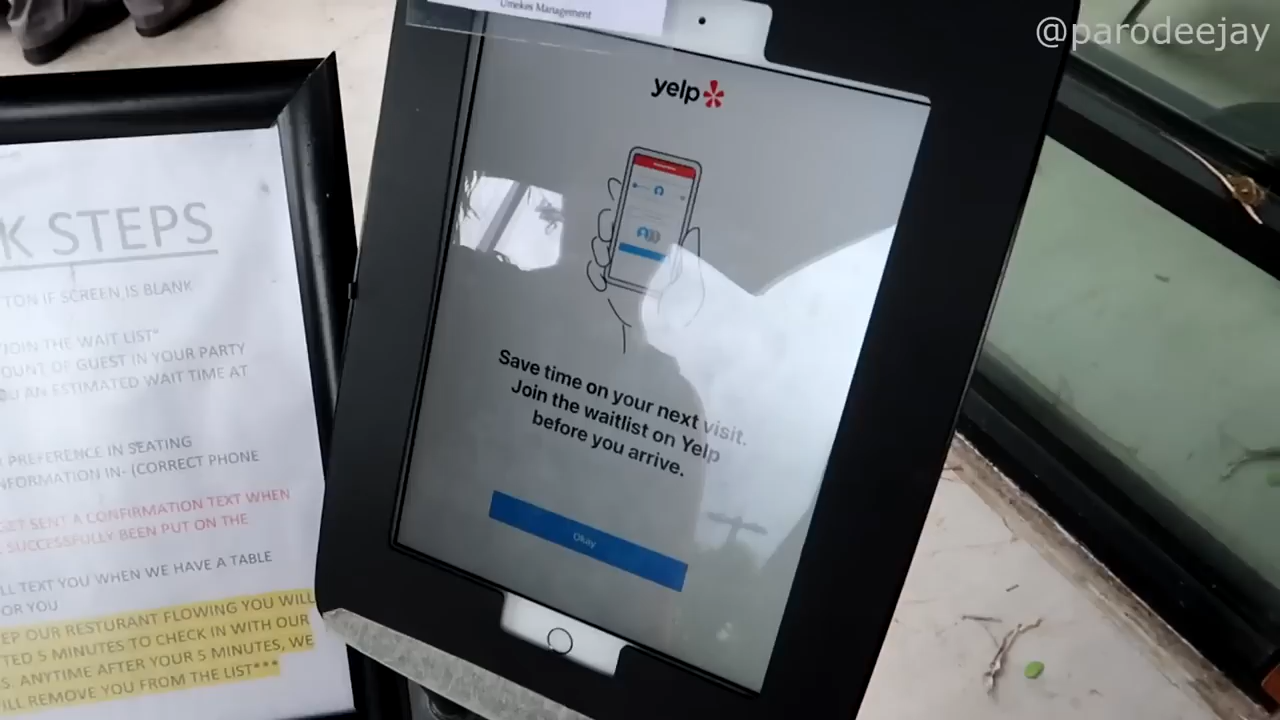 @parodeejay
Umekes Management
yelp
Save time on your next visit.
Join the waitlist on Yelp
before you arrive.
Okay
K STEPS
TON IF SCREEN IS BLANK
JOIN THE WAIT LIST*
OUNT OF GUEST IN YOUR PARTY
OU AN ESTIMATED WAIT TIME AT
PREFERENCE IN SEATING
NFORMATION IN- (CORRECT PHONE
GET SENT A CONFIRMATION TEXT WHEN
SUCCESSFULLY BEEN PUT ON THE
LL TEXT YOU WHEN WE HAVE A TABLE
OR YOU
EEP OUR RESTURANT FLOWING YOU WILL
TTED 5 MINUTES TO CHECK IN WITH OUR
S. ANYTIME AFTER YOUR 5 MINUTES, WE
ILL REMOVE YOU FROM THE LIST***